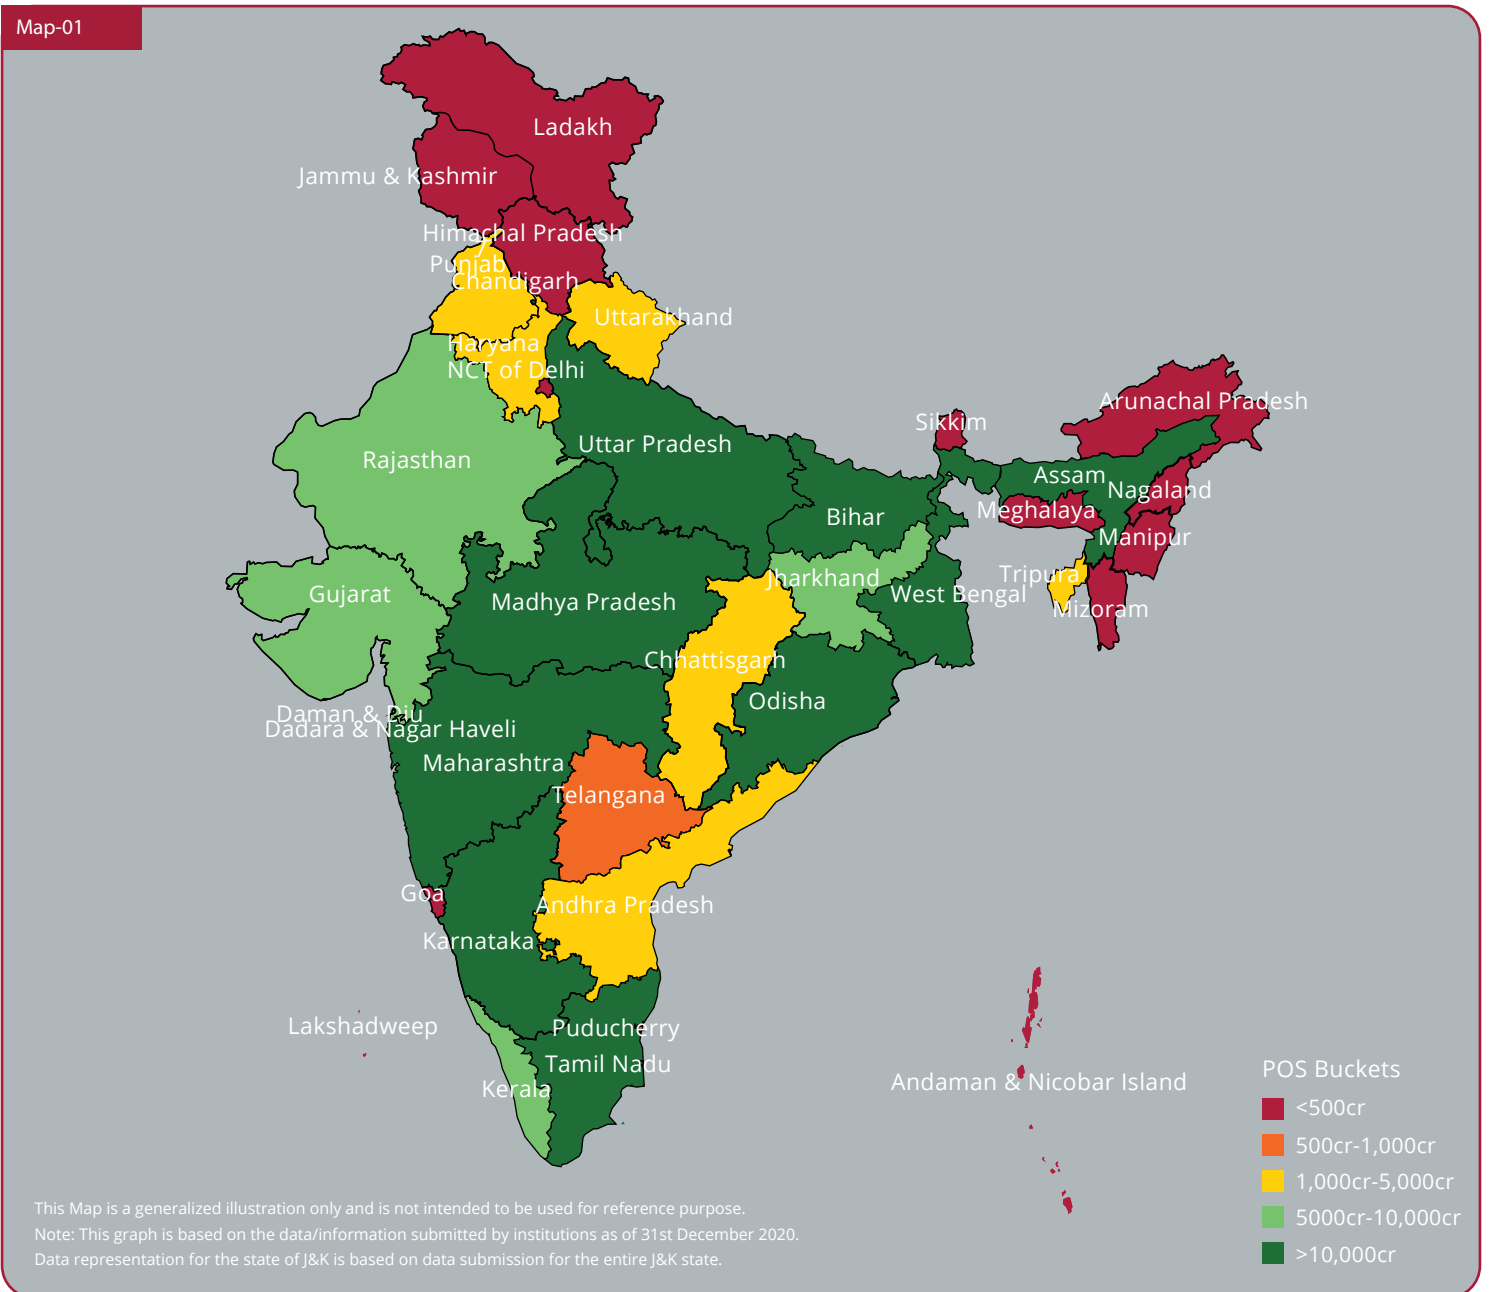 Map-01
Ladakh
Jammu & Kashmir
Himachal Pradesh
Punjab
Chandigarh
Uttarakhand
Haryana
NCT of Delhi
Arunachal Pradesh
Sikkim
Uttar Pradesh
Rajasthan
Assam
Nagaland
Meghalaya
Bihar
Manipur
Tripura
Jharkhand
Gujarat
West Bengal
Madhya Pradesh
Mizoram
Chhattisgarh
Odisha
Daman & Diu
Dadara & Nagar Haveli
Maharashtra
Telangana
Goa
Andhra Pradesh
Karnataka
Lakshadweep
Puducherry
Tamil Nadu
Kerala
Andaman & Nicobar Island
POS Buckets
<500cr
500cr-1,000cr
1,000cr-5,000cr
5000cr-10,000cr
>10,000cr
This Map is a generalized illustration only and is not intended to be used for reference purpose.
Note: This graph is based on the data/information submitted by institutions as of 31st December 2020.
Data representation for the state of J&K is based on data submission for the entire J&K state.